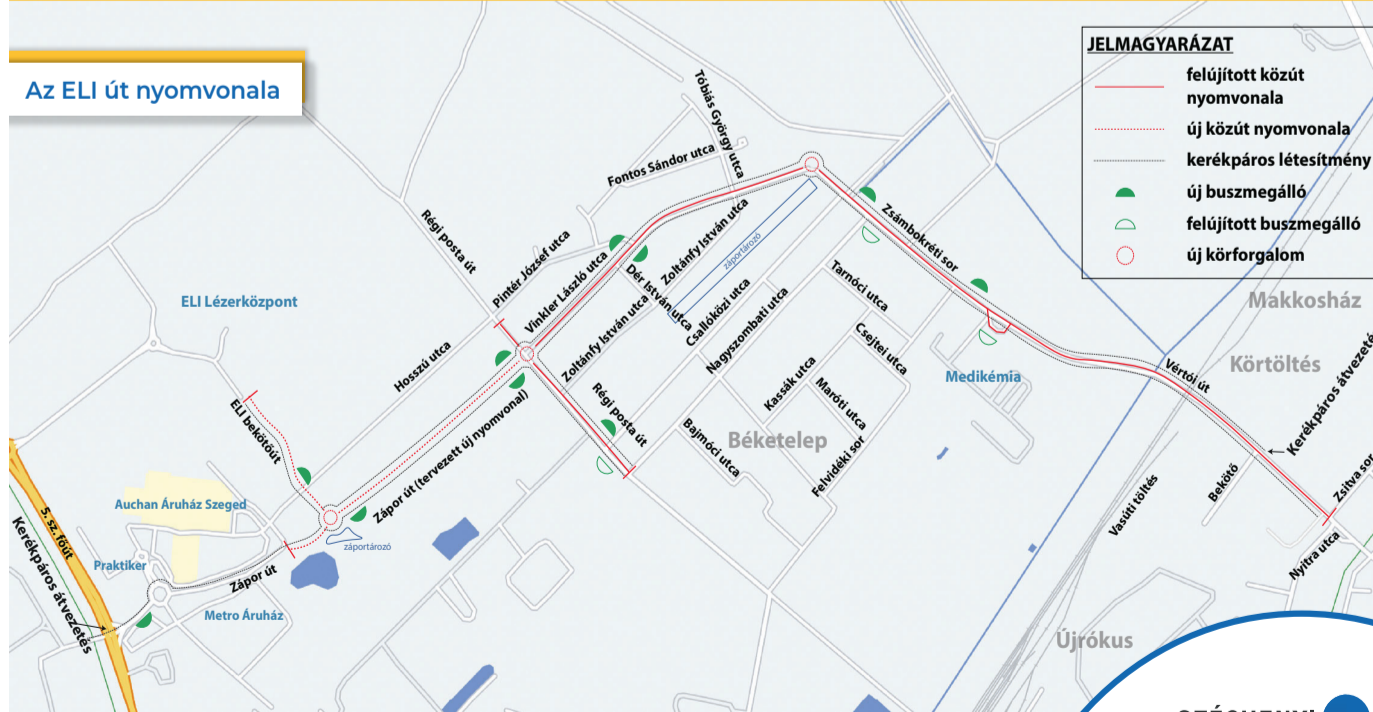 Az ELI út nyomvonala
JELMAGYARÁZAT
felújított közút
nyomvonala
új közút nyomvonala
kerékpáros létesítmény
új buszmegálló
felújított buszmegálló
új körforgalom
Tóbiás György utca
Fontos Sándor utca
Régi posta út
Pintér József utca
Vinkler László utca
Zoltánfy István utca
Dér István utca
záportározó
Zsámbokréti sor
Tarnóci utca
Csallóközi utca
Nagyszombati utca
Zoltánfy István utca
Hosszú utca
ELI Lézerközpont
ELI bekötőút
Zápor út (tervezett új nyomvonal)
Régi posta út
Bajmóci utca
Béketelep
Kassák utca
Maróti utca
Csejtei utca
Felvidéki sor
Medikémia
Makkosház
Körtöltés
Vértói út
Kerékpáros átvezeté
Bekötő
Zsitva sor
Nyitra utca
Vasúti töltés
Újrókus
Auchan Áruház Szeged
Praktiker
záportározó
Zápor út
Metro Áruház
5. sz. főút
Kerékpáros átvezetés